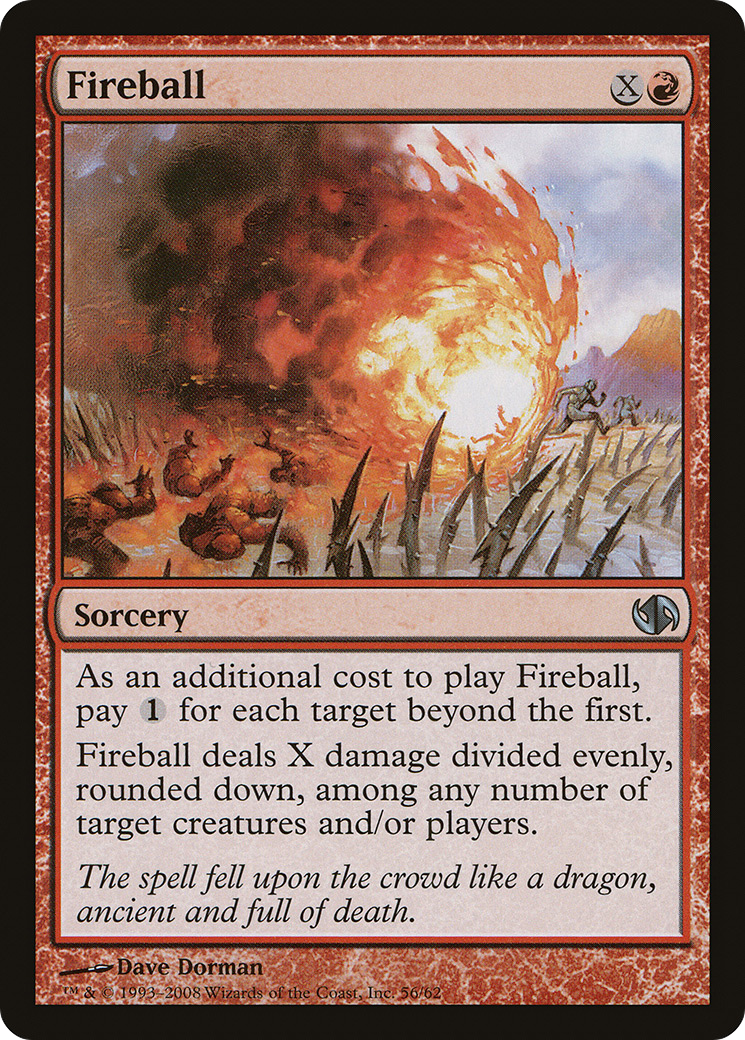 Fireball
X
Sorcery
As an additional cost to play Fireball,
pay 1 for each target beyond the first.
Fireball deals X damage divided evenly,
rounded down, among any number of
target creatures and/or players.
The spell fell upon the crowd like a dragon,
ancient and full of death.
Dave Dorman
™ & © 1993–2008 Wizards of the Coast, Inc. 56/62